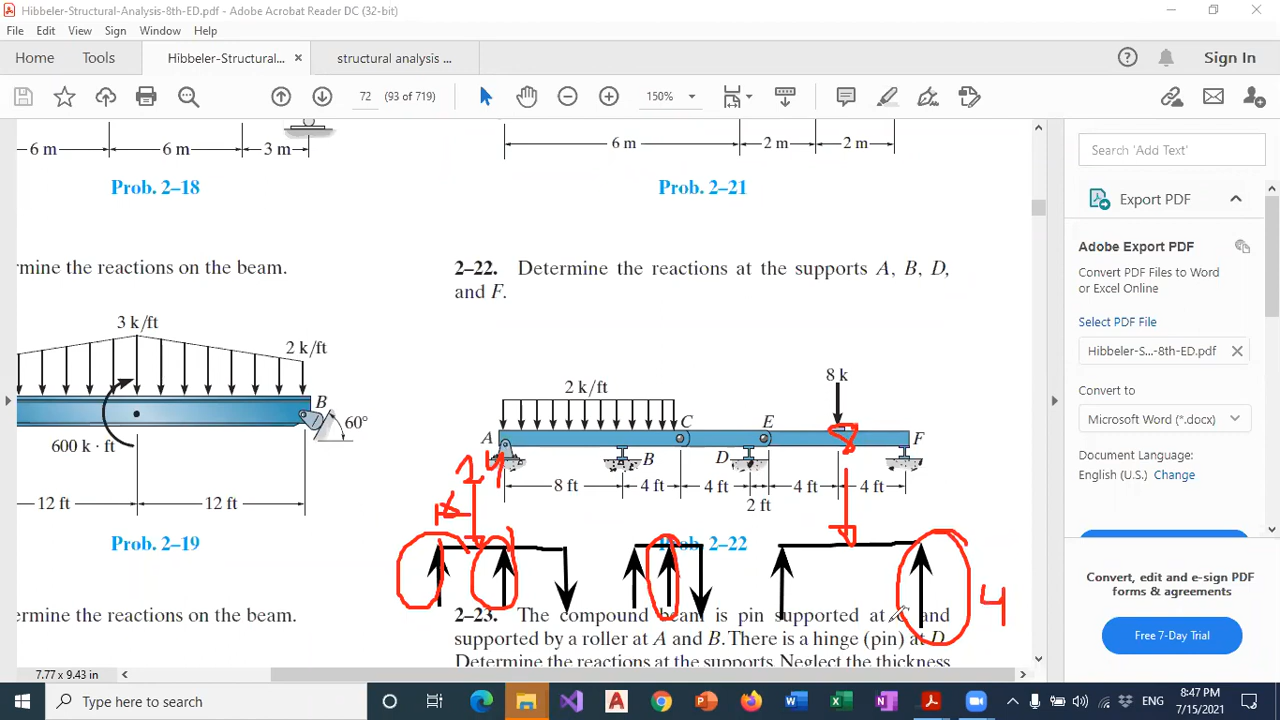 Hibbeler-Structural-Analysis-8th-ED.pdf - Adobe Acrobat Reader DC (32-bit)
File Edit View Sign Window Help
Home Tools Hibbeler-Structural... × structural analysis ... Sign In
72 (93 of 719) 150%
6 m 6 m 3 m
Prob. 2–18
6 m 2 m 2 m
Prob. 2–21
rmine the reactions on the beam.
3 k/ft
2 k/ft
B
60°
600 k · ft
12 ft 12 ft
Prob. 2–19
ermine the reactions on the beam.
2–22. Determine the reactions at the supports A, B, D,
and F.
8 k
2 k/ft
A C E F
B D
8
24
8 ft 4 ft 4 ft 4 ft 4 ft
2 ft
Prob. 2–22
4
2–23. The compound beam is pin supported at C and
supported by a roller at A and B. There is a hinge (pin) at D.
Determine the reactions at the supports. Neglect the thickness
7.77 x 9.43 in
Search 'Add Text'
Export PDF
Adobe Export PDF
Convert PDF Files to Word
or Excel Online
Select PDF File
Hibbeler-S...-8th-ED.pdf
Convert to
Microsoft Word (*.docx)
Document Language:
English (U.S.) Change
Convert, edit and e-sign PDF
forms & agreements
Free 7-Day Trial
Type here to search
ENG
8:47 PM
7/15/2021